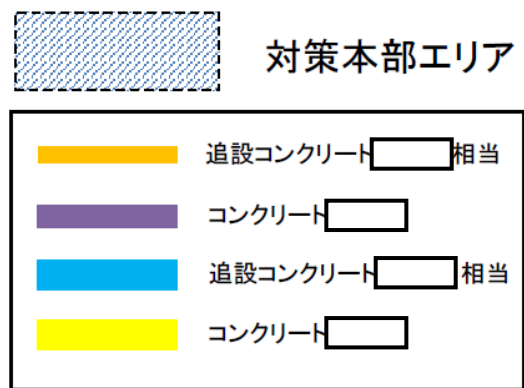 対策本部エリア
追設コンクリート 相当
コンクリート
追設コンクリート 相当
コンクリート